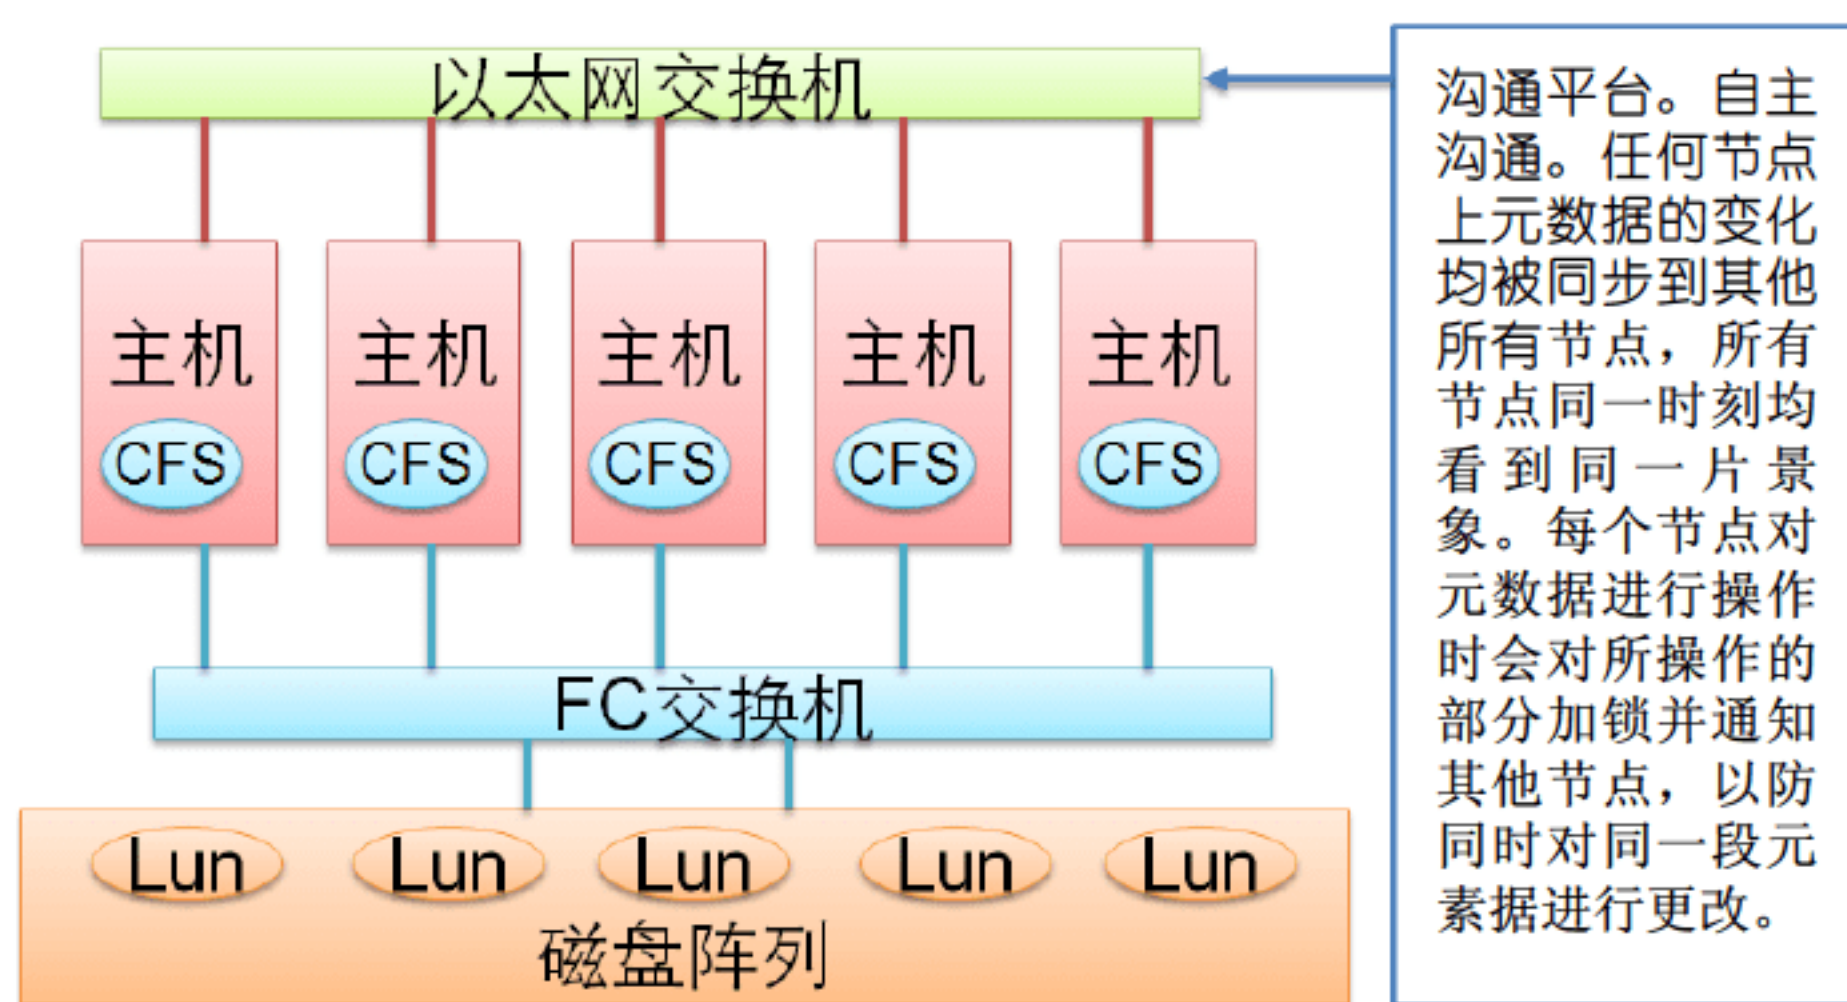 以太网交换机
主机 主机 主机 主机 主机
CFS CFS CFS CFS CFS
FC交换机
Lun Lun Lun Lun Lun
磁盘阵列
沟通平台。自主
沟通。任何节点
上元数据的变化
均被同步到其他
所有节点，所有
节点同一时刻均
看到同一片景
象。每个节点对
元数据进行操作
时会对所操作的
部分加锁并通知
其他节点，以防
同时对同一段元
素据进行更改。